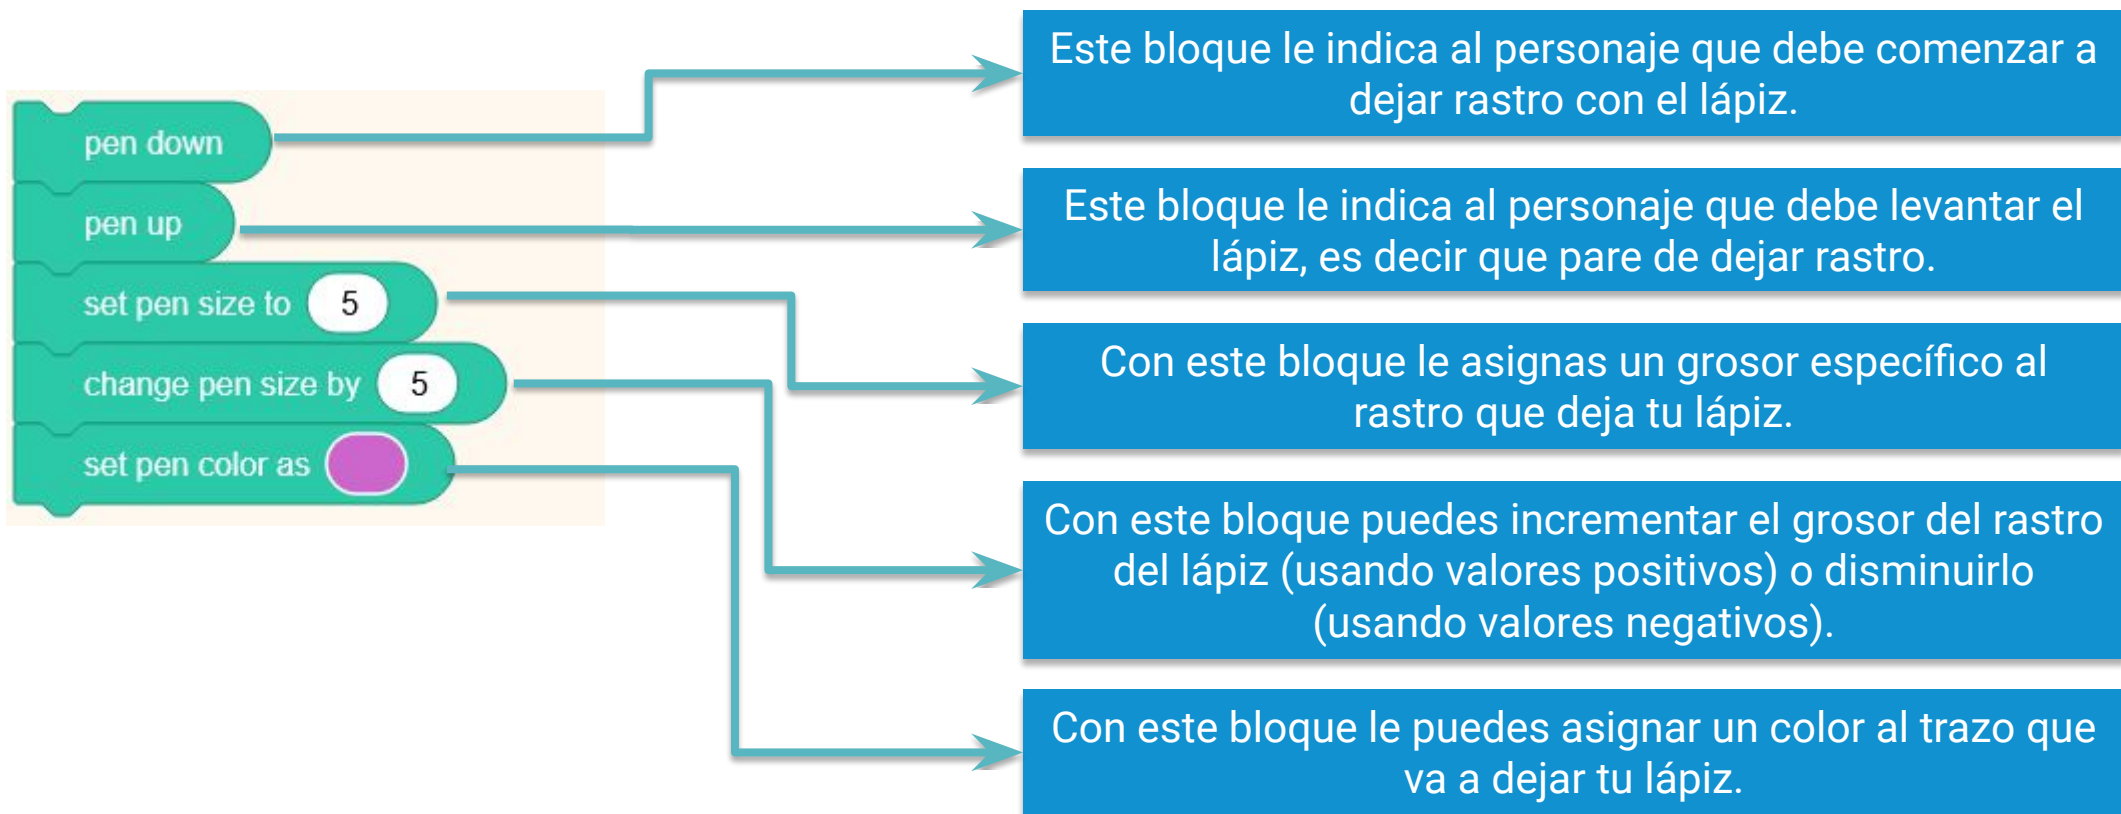 pen down
pen up
set pen size to 5
change pen size by 5
set pen color as
Este bloque le indica al personaje que debe comenzar a
dejar rastro con el lápiz.
Este bloque le indica al personaje que debe levantar el
lápiz, es decir que pare de dejar rastro.
Con este bloque le asignas un grosor específico al
rastro que deja tu lápiz.
Con este bloque puedes incrementar el grosor del rastro
del lápiz (usando valores positivos) o disminuirlo
(usando valores negativos).
Con este bloque le puedes asignar un color al trazo que
va a dejar tu lápiz.